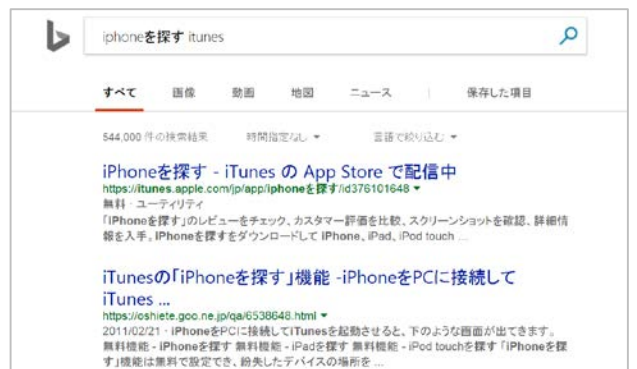 iphoneを探す itunes
すべて 画像 動画 地図 ニュース 保存した項目
544,000 件の検索結果 時間指定なし 言語で絞り込む
iPhoneを探す - iTunes の App Store で配信中
https://itunes.apple.com/jp/app/iphoneを探す/id376101648
無料 · ユーティリティ
「iPhoneを探す」のレビューをチェック、カスタマー評価を比較、スクリーンショットを確認、詳細情
報を入手。iPhoneを探すをダウンロードして iPhone、iPad、iPod touch ...
iTunesの「iPhoneを探す」機能 -iPhoneをPCに接続して
iTunes ...
https://oshiete.goo.ne.jp/qa/6538648.html
2011/02/21 · iPhoneをPCに接続してiTunesを起動させると、下のような画面が出てきます。
無料機能 - iPhoneを探す 無料機能 - iPadを探す 無料機能 - iPod touchを探す 「iPhoneを探
す」機能は無料で設定でき、紛失したデバイスの場所を ...